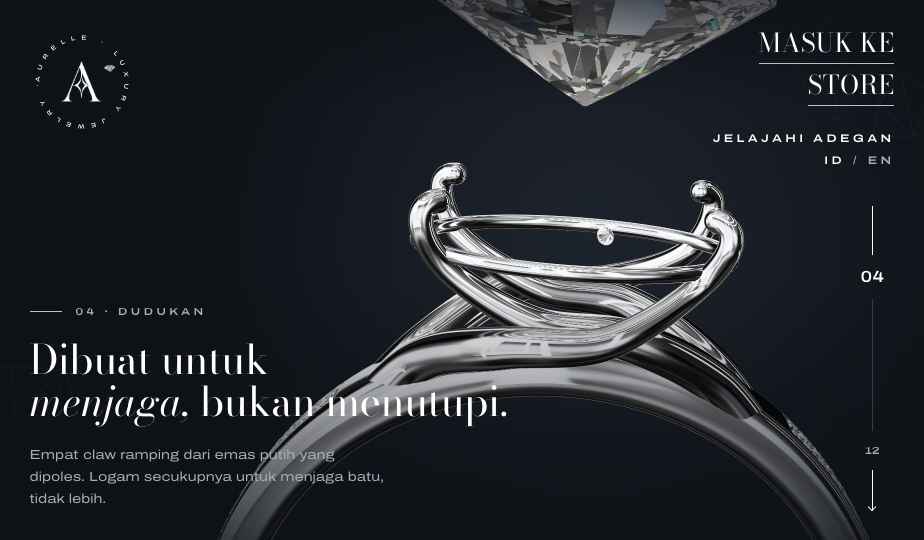 AURELLE · LUXURY JEWELRY ·
A
MASUK KE
STORE
JELAJAHI ADEGAN
ID / EN
04
04 · DUDUKAN
Dibuat untuk
menjaga, bukan menutupi.
Empat claw ramping dari emas putih yang
dipoles. Logam secukupnya untuk menjaga batu,
tidak lebih.
12